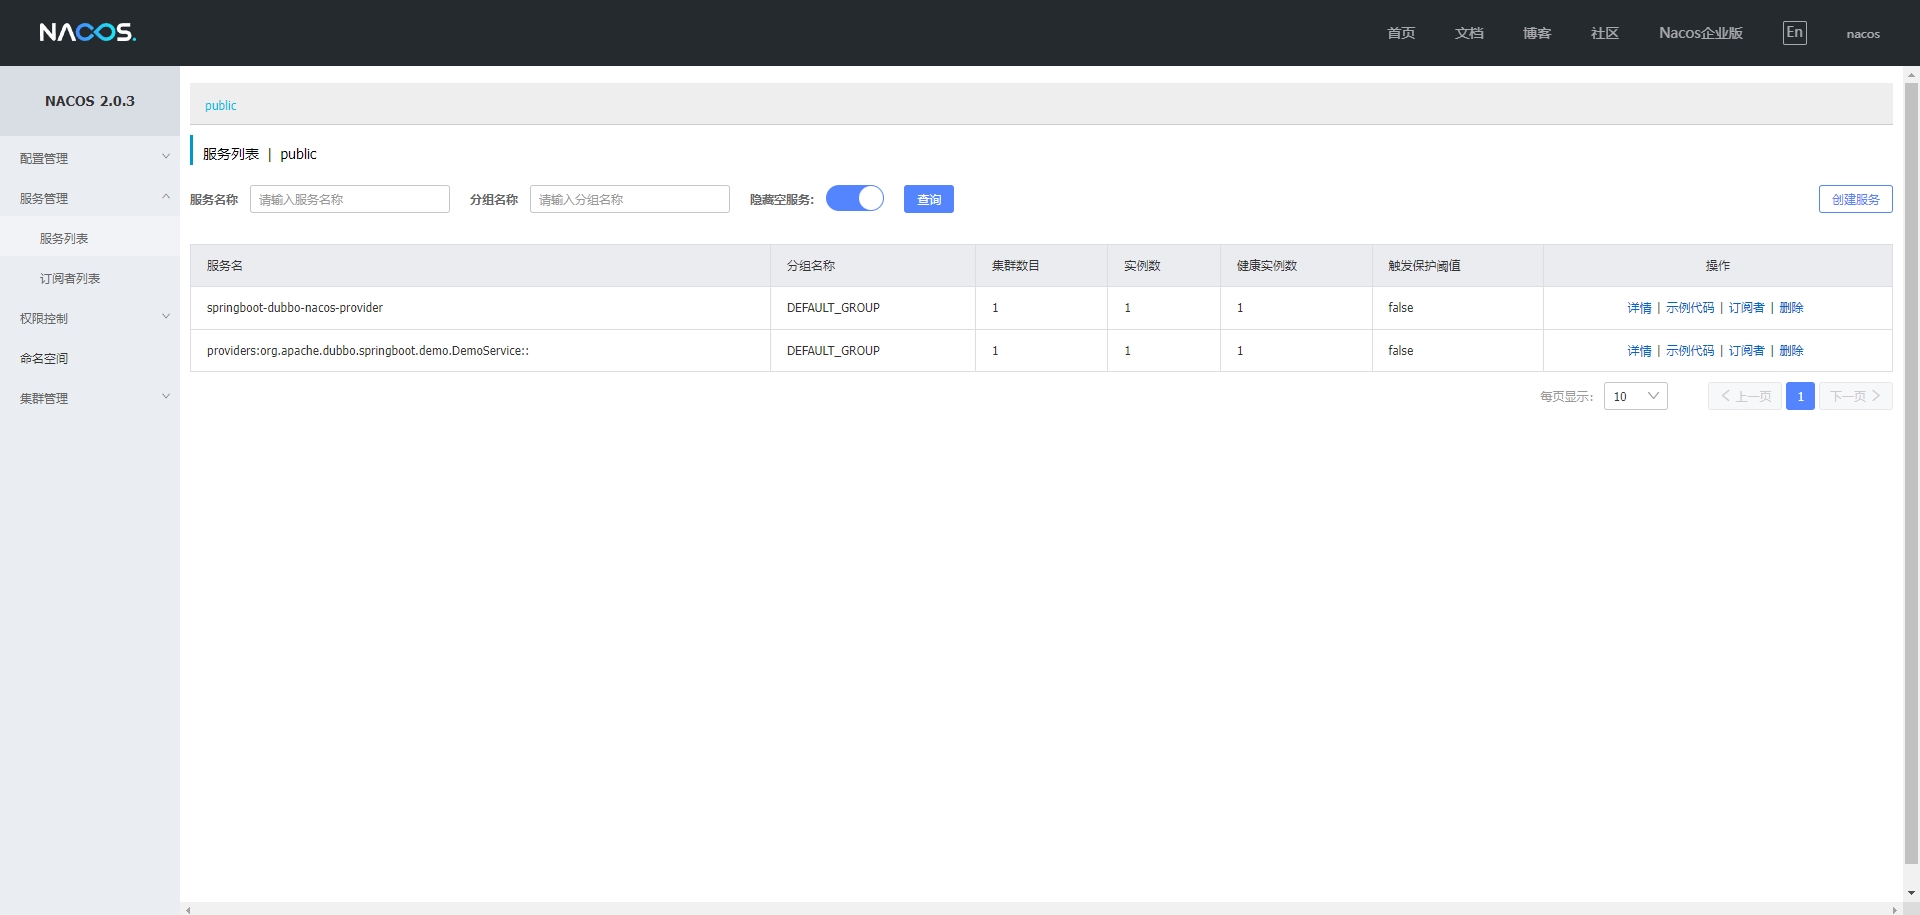 NACOS.
首页 文档 博客 社区 Nacos企业版 En nacos
NACOS 2.0.3
配置管理
服务管理
服务列表
订阅者列表
权限控制
命名空间
集群管理
public
服务列表 | public
服务名称 请输入服务名称 分组名称 请输入分组名称 隐藏空服务: 查询 创建服务
服务名 分组名称 集群数目 实例数 健康实例数 触发保护阈值 操作
springboot-dubbo-nacos-provider DEFAULT_GROUP 1 1 1 false 详情 | 示例代码 | 订阅者 | 删除
providers:org.apache.dubbo.springboot.demo.DemoService:: DEFAULT_GROUP 1 1 1 false 详情 | 示例代码 | 订阅者 | 删除
每页显示: 10 上一页 1 下一页